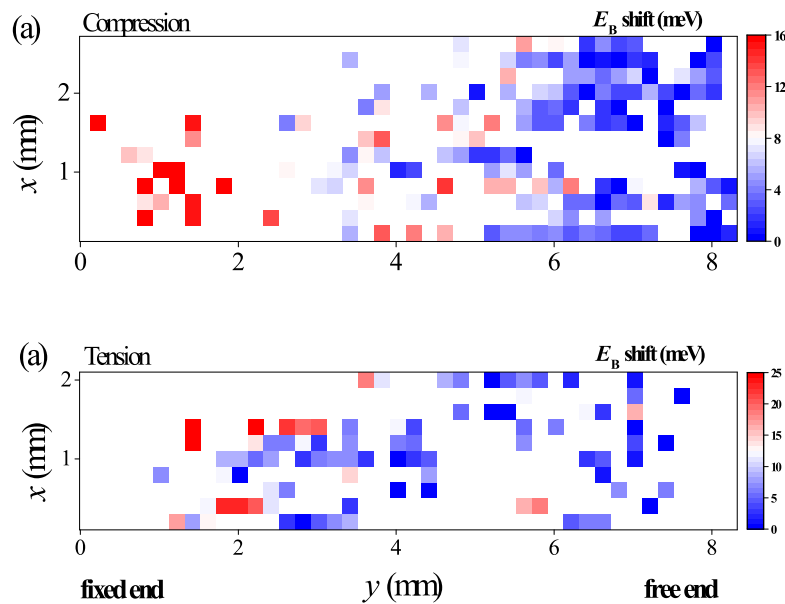 (a)
Compression
E_B shift (meV)
16
12
8
4
0
x (mm)
2
1
0
2
4
6
8
(a)
Tension
E_B shift (meV)
25
20
15
10
5
0
x (mm)
2
1
0
2
4
6
8
fixed end
y (mm)
free end